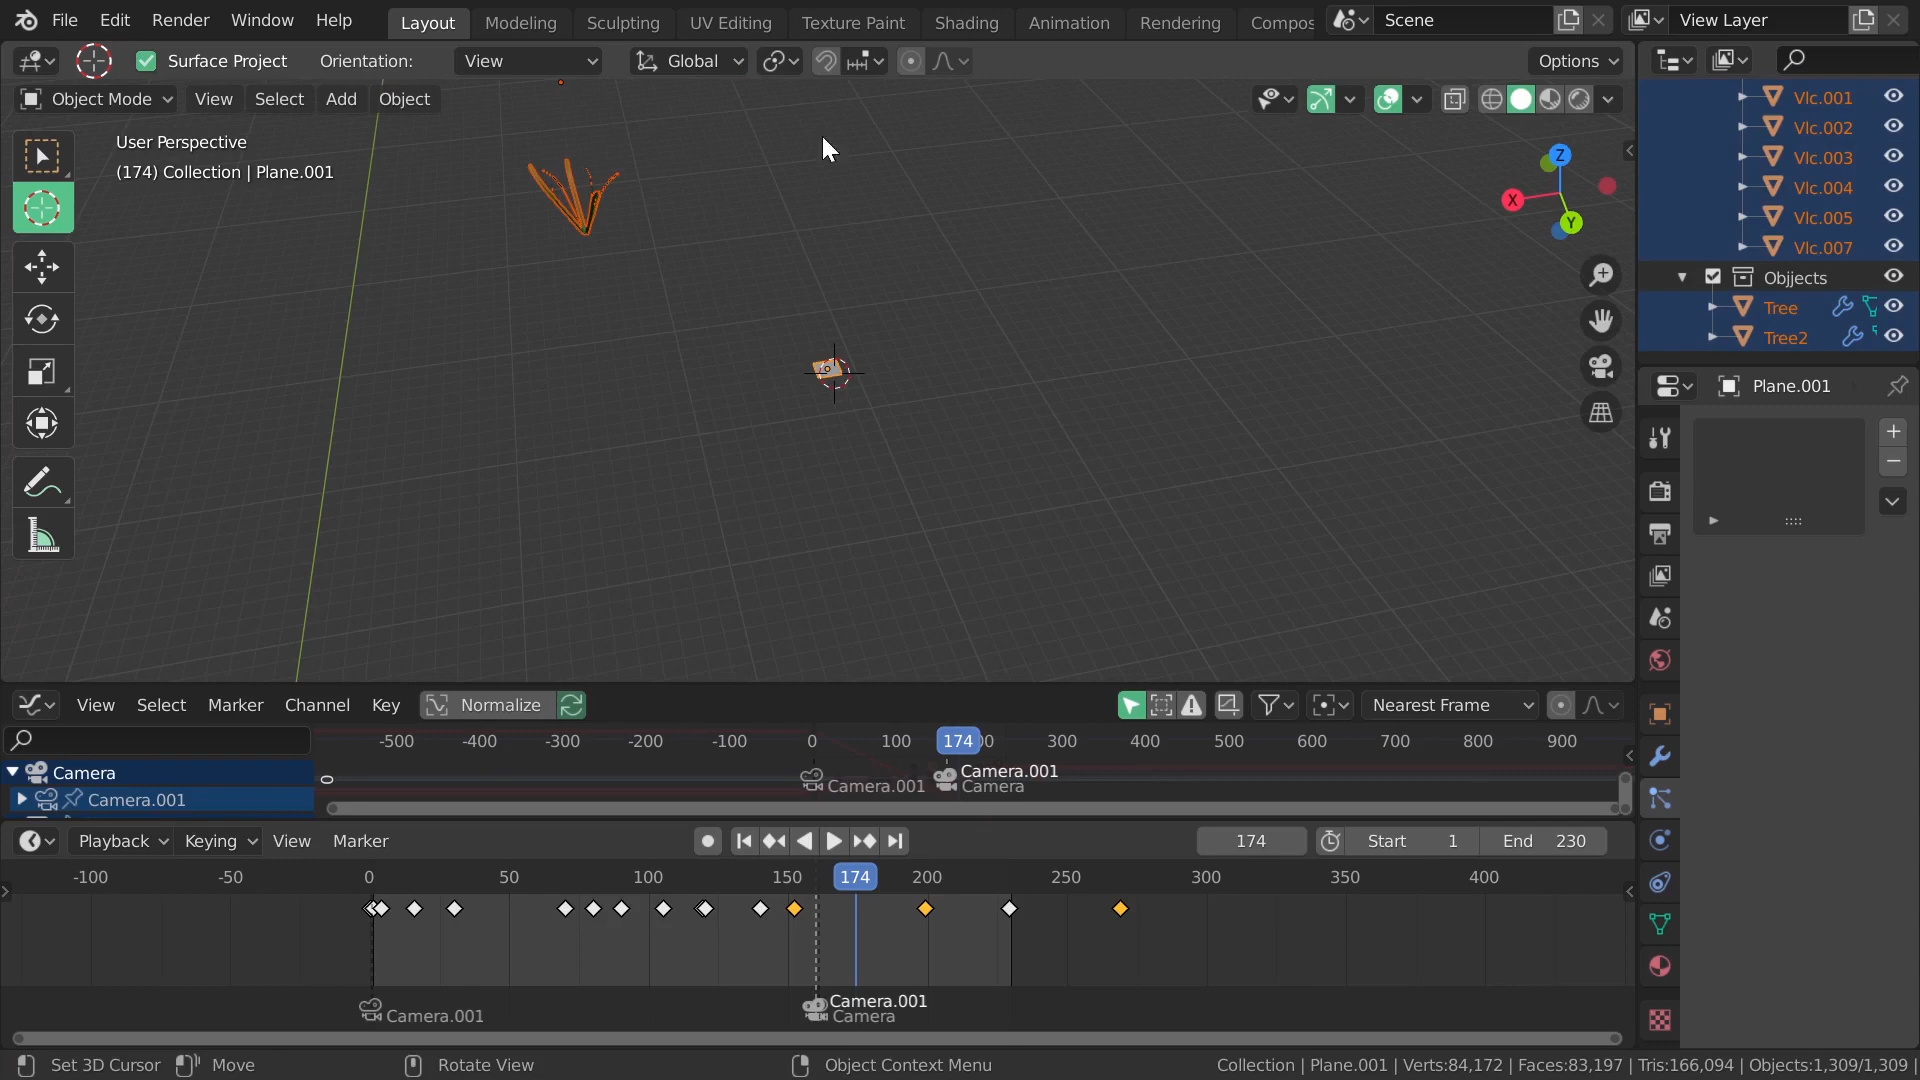 File Edit Render Window Help Layout Modeling Sculpting UV Editing Texture Paint Shading Animation Rendering Compos Scene View Layer
Surface Project Orientation: View Global Options
Object Mode View Select Add Object
User Perspective
(174) Collection | Plane.001
X Y Z
Vlc.001
Vlc.002
Vlc.003
Vlc.004
Vlc.005
Vlc.007
Objjects
Tree
Tree2
Plane.001
View Select Marker Channel Key Normalize Nearest Frame
-500 -400 -300 -200 -100 0 100 174 00 300 400 500 600 700 800 900
Camera
Camera.001
0
Camera.001
Camera.001
Camera
Playback Keying View Marker 174 Start 1 End 230
-100 -50 0 50 100 150 174 200 250 300 350 400
Camera.001
Camera.001
Camera
Set 3D Cursor Move Rotate View Object Context Menu Collection | Plane.001 | Verts:84,172 | Faces:83,197 | Tris:166,094 | Objects:1,309/1,309 |